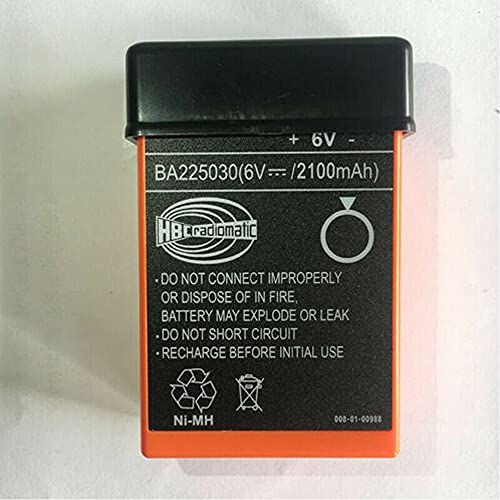 + 6V -
BA225030(6V⎓/2100mAh)
HBC radiomatic
•DO NOT CONNECT IMPROPERLY
OR DISPOSE OF IN FIRE,
BATTERY MAY EXPLODE OR LEAK
•DO NOT SHORT CIRCUIT
•RECHARGE BEFORE INITIAL USE
Ni-MH
008-01-00988